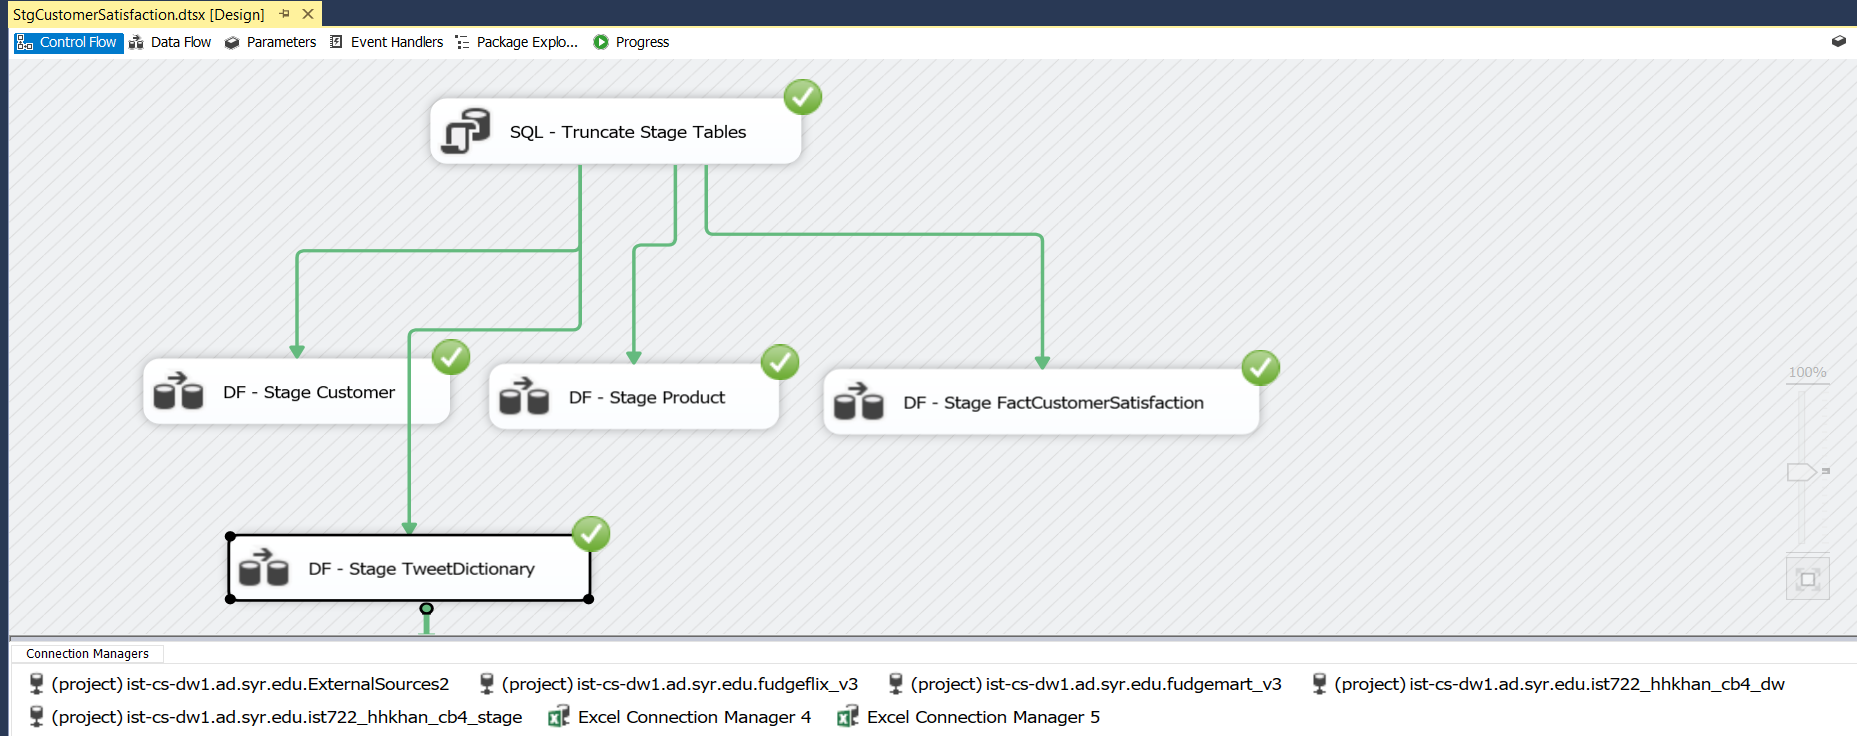 StgCustomerSatisfaction.dtsx [Design]
Control Flow Data Flow Parameters Event Handlers Package Explo... Progress
SQL - Truncate Stage Tables
DF - Stage Customer
DF - Stage Product
DF - Stage FactCustomerSatisfaction
100%
DF - Stage TweetDictionary
Connection Managers
(project) ist-cs-dw1.ad.syr.edu.ExternalSources2 (project) ist-cs-dw1.ad.syr.edu.fudgeflix_v3 (project) ist-cs-dw1.ad.syr.edu.fudgemart_v3 (project) ist-cs-dw1.ad.syr.edu.ist722_hhkhan_cb4_dw
(project) ist-cs-dw1.ad.syr.edu.ist722_hhkhan_cb4_stage Excel Connection Manager 4 Excel Connection Manager 5